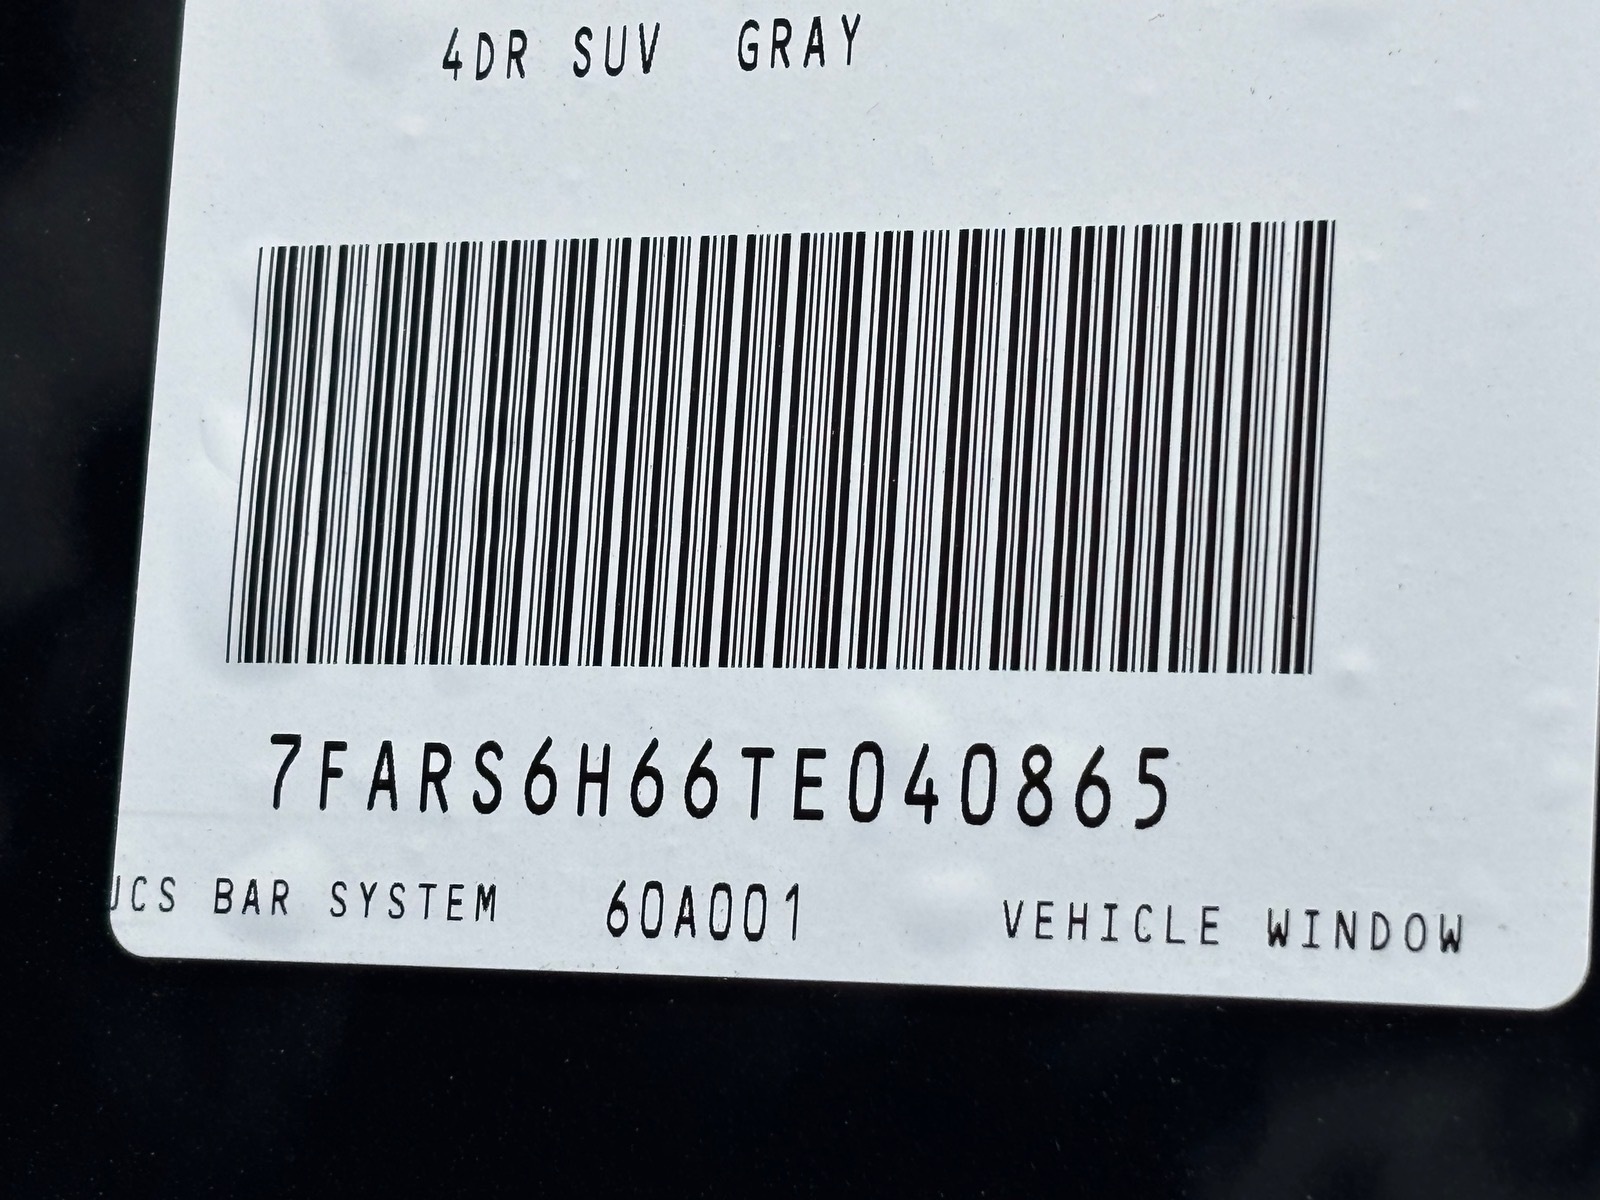 4DR SUV GRAY
7FARS6H66TE040865
JCS BAR SYSTEM 60A001 VEHICLE WINDOW